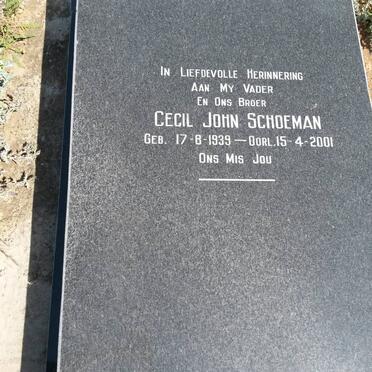 In Liefdevolle Herinnering
Aan My Vader
En Ons Broer
Cecil John Schoeman
Geb. 17-8-1939 — Oorl. 15-4-2001
Ons Mis Jou